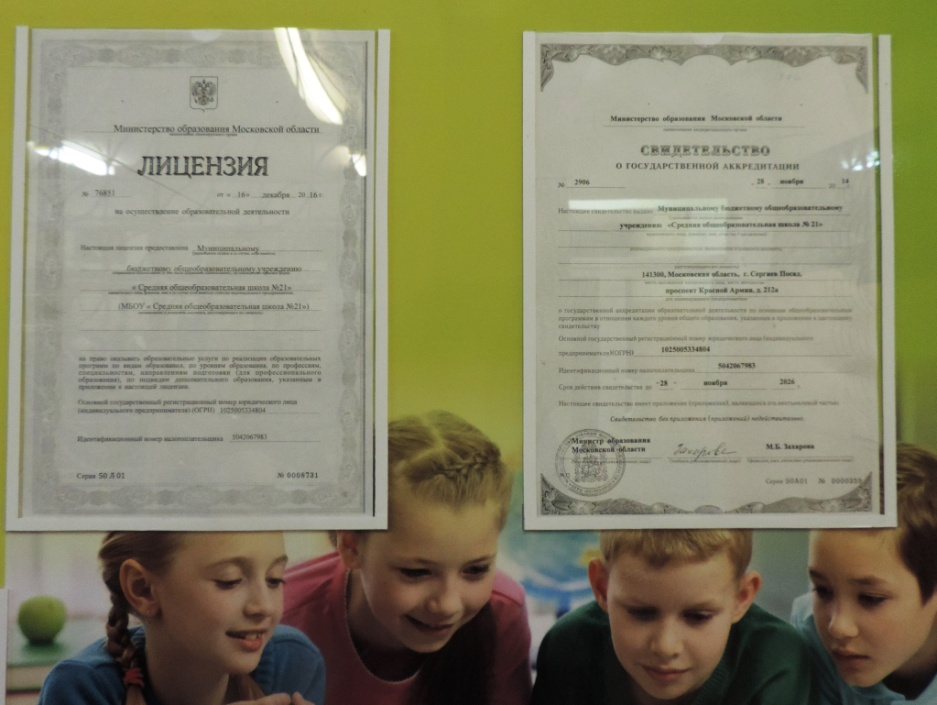 Министерство образования Московской области
ЛИЦЕНЗИЯ
№ 76851 от « 16» декабря 20 16 г.
на осуществление образовательной деятельности
Настоящая лицензия предоставлена Муниципальному
бюджетному общеобразовательному учреждению
« Средняя общеобразовательная школа №21»
(МБОУ « Средняя общеобразовательная школа №21»)
на право оказывать образовательные услуги по реализации образовательных
программ по видам образования, по уровням образования, по профессиям,
специальностям, направлениям подготовки (для профессионального
образования), по подвидам дополнительного образования, указанным в
приложении к настоящей лицензии.
Основной государственный регистрационный номер юридического лица
(индивидуального предпринимателя) (ОГРН) 1025005334804
Идентификационный номер налогоплательщика 5042067983
Серия 50 Л 01 № 0008731
Министерство образования Московской области
СВИДЕТЕЛЬСТВО
О ГОСУДАРСТВЕННОЙ АККРЕДИТАЦИИ
№ 2906 « 28 » ноября 20 14
Настоящее свидетельство выдано Муниципальному бюджетному общеобразовательному
учреждению «Средняя общеобразовательная школа № 21»
141300, Московская область, г. Сергиев Посад,
проспект Красной Армии, д. 212а
о государственной аккредитации образовательной деятельности по основным общеобразовательным
программам в отношении каждого уровня общего образования, указанным в приложении к настоящему
свидетельству
Основной государственный регистрационный номер юридического лица (индивидуального
предпринимателя) (ОГРН) 1025005334804
Идентификационный номер налогоплательщика 5042067983
Срок действия свидетельства до «28 » ноября 2026 г.
Настоящее свидетельство имеет приложение (приложения), являющееся его неотъемлемой частью.
Свидетельство без приложения (приложений) недействительно.
Министр образования
Московской области М.Б. Захарова
Серия 50А01 №